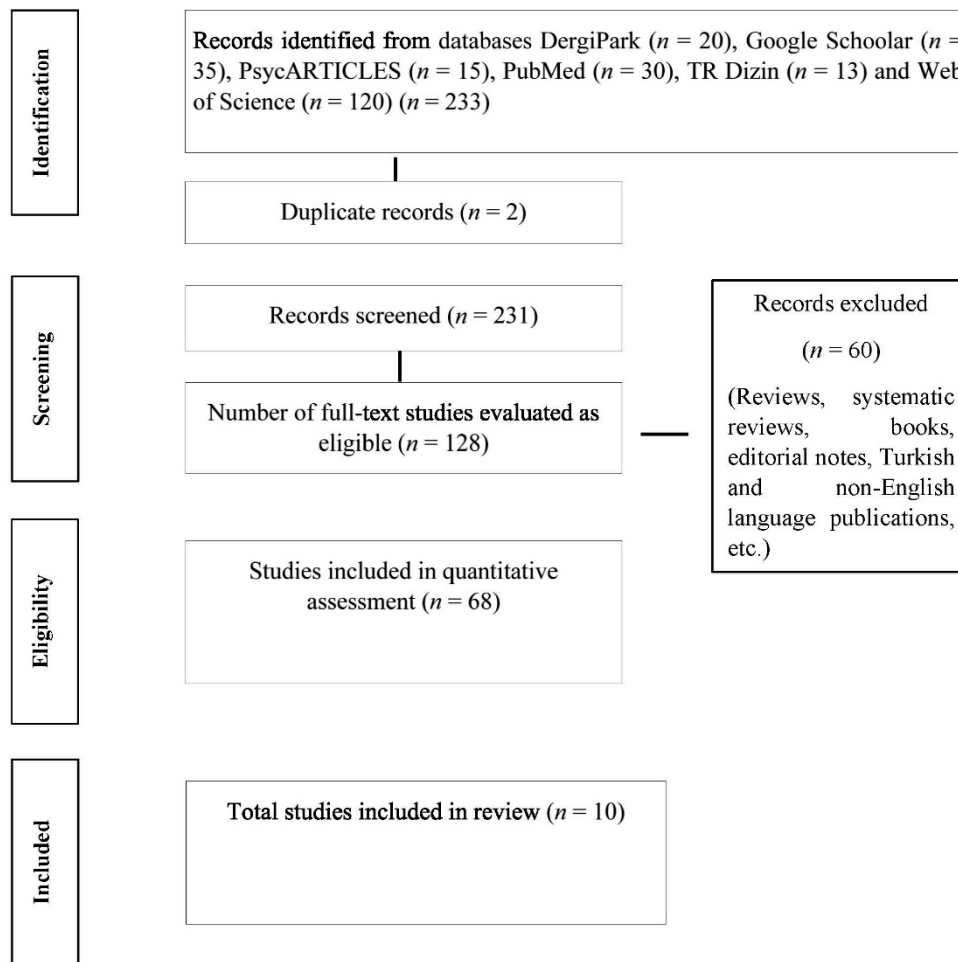 Identification
Records identified from databases DergiPark (n = 20), Google Schoolar (n =
35), PsycARTICLES (n = 15), PubMed (n = 30), TR Dizin (n = 13) and Web
of Science (n = 120) (n = 233)
Duplicate records (n = 2)
Screening
Records screened (n = 231)
Number of full-text studies evaluated as
eligible (n = 128)
Records excluded
(n = 60)
(Reviews, systematic
reviews, books,
editorial notes, Turkish
and non-English
language publications,
etc.)
Eligibility
Studies included in quantitative
assessment (n = 68)
Included
Total studies included in review (n = 10)